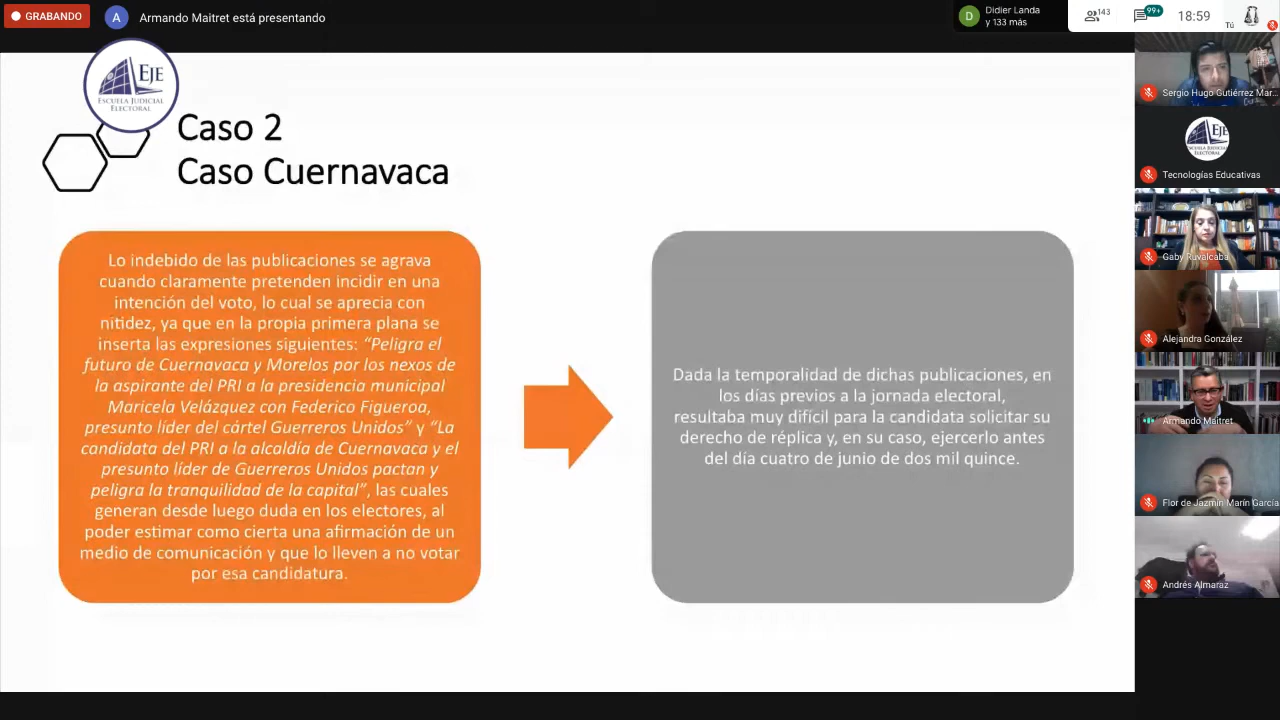 GRABANDO
A
Armando Maitret está presentando
D
Didier Landa
y 133 más
143
99+
18:59
Tú
EJE
ESCUELA JUDICIAL
ELECTORAL
Caso 2
Caso Cuernavaca
Lo indebido de las publicaciones se agrava
cuando claramente pretenden incidir en una
intención del voto, lo cual se aprecia con
nitidez, ya que en la propia primera plana se
inserta las expresiones siguientes: “Peligra el
futuro de Cuernavaca y Morelos por los nexos de
la aspirante del PRI a la presidencia municipal
Maricela Velázquez con Federico Figueroa,
presunto líder del cártel Guerreros Unidos” y “La
candidata del PRI a la alcaldía de Cuernavaca y el
presunto líder de Guerreros Unidos pactan y
peligra la tranquilidad de la capital”, las cuales
generan desde luego duda en los electores, al
poder estimar como cierta una afirmación de un
medio de comunicación y que lo lleven a no votar
por esa candidatura.
Dada la temporalidad de dichas publicaciones, en
los días previos a la jornada electoral,
resultaba muy difícil para la candidata solicitar su
derecho de réplica y, en su caso, ejercerlo antes
del día cuatro de junio de dos mil quince.
Sergio Hugo Gutiérrez Mar...
EJE
ESCUELA JUDICIAL
ELECTORAL
Tecnologías Educativas
Gaby Ruvalcaba
Alejandra González
Armando Maitret
Flor de Jazmin Marín García
Andrés Almaraz